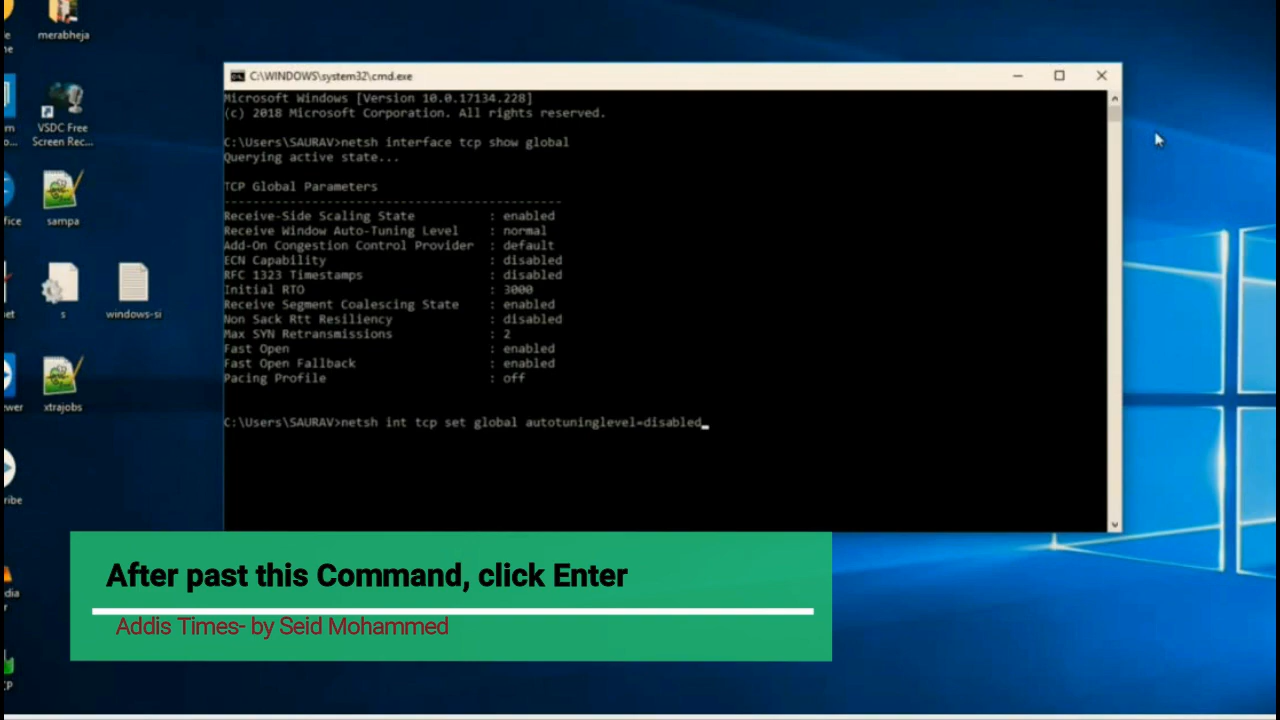 merabheja
VSDC Free
Screen Rec...
sampa
s
windows-si
xtrajobs
C:\WINDOWS\system32\cmd.exe
Microsoft Windows [Version 10.0.17134.228]
(c) 2018 Microsoft Corporation. All rights reserved.
C:\Users\SAURAV>netsh interface tcp show global
Querying active state...
TCP Global Parameters
----------------------------------------------
Receive-Side Scaling State : enabled
Receive Window Auto-Tuning Level : normal
Add-On Congestion Control Provider : default
ECN Capability : disabled
RFC 1323 Timestamps : disabled
Initial RTO : 3000
Receive Segment Coalescing State : enabled
Non Sack Rtt Resiliency : disabled
Max SYN Retransmissions : 2
Fast Open : enabled
Fast Open Fallback : enabled
Pacing Profile : off
C:\Users\SAURAV>netsh int tcp set global autotuninglevel=disabled_
After past this Command, click Enter
Addis Times- by Seid Mohammed